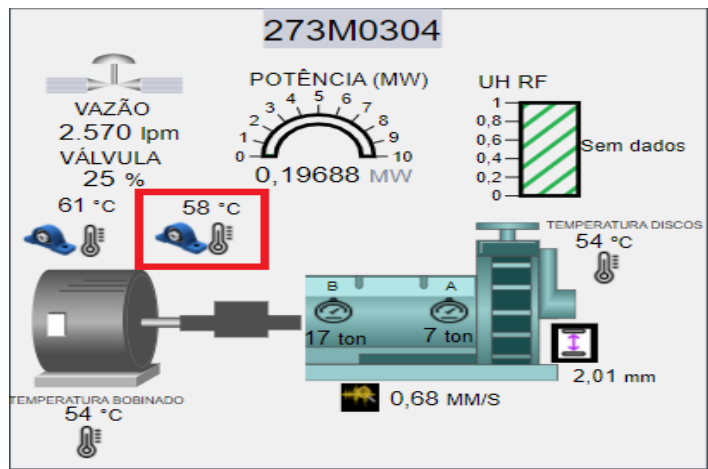 273M0304
VAZÃO
2.570 lpm
VÁLVULA
25 %
61 °C
58 °C
POTÊNCIA (MW)
0
1
2
3
4
5
6
7
8
9
10
0,19688 MW
UH RF
1
0,8
0,6
0,4
0,2
0
Sem dados
TEMPERATURA DISCOS
54 °C
B
A
17 ton
7 ton
2,01 mm
0,68 MM/S
TEMPERATURA BOBINADO
54 °C